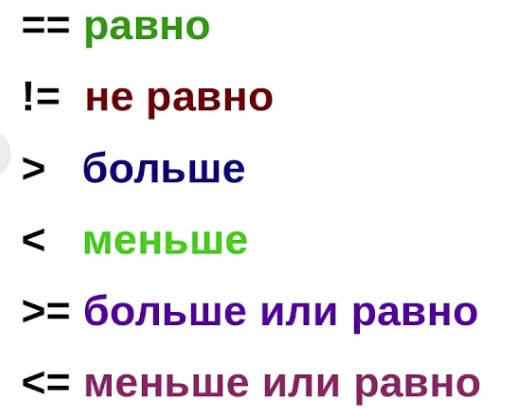 == равно
!= не равно
> больше
< меньше
>= больше или равно
<= меньше или равно